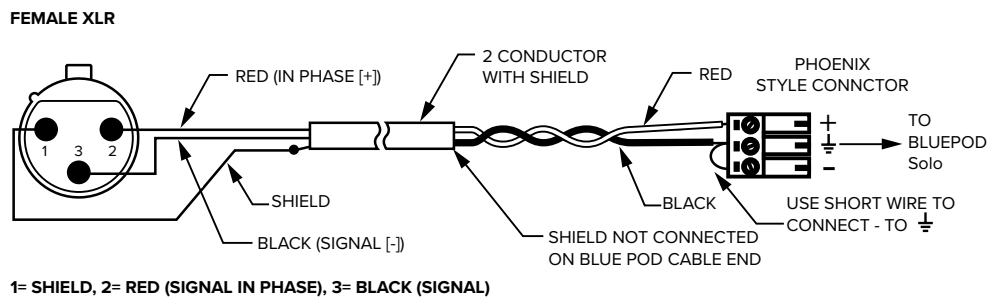 FEMALE XLR
RED (IN PHASE [+])
2 CONDUCTOR
WITH SHIELD
RED
PHOENIX
STYLE CONNCTOR
1
2
3
+
-
TO
BLUEPOD
Solo
SHIELD
BLACK
USE SHORT WIRE TO
CONNECT - TO ⏚
BLACK (SIGNAL [-])
SHIELD NOT CONNECTED
ON BLUE POD CABLE END
1= SHIELD, 2= RED (SIGNAL IN PHASE), 3= BLACK (SIGNAL)